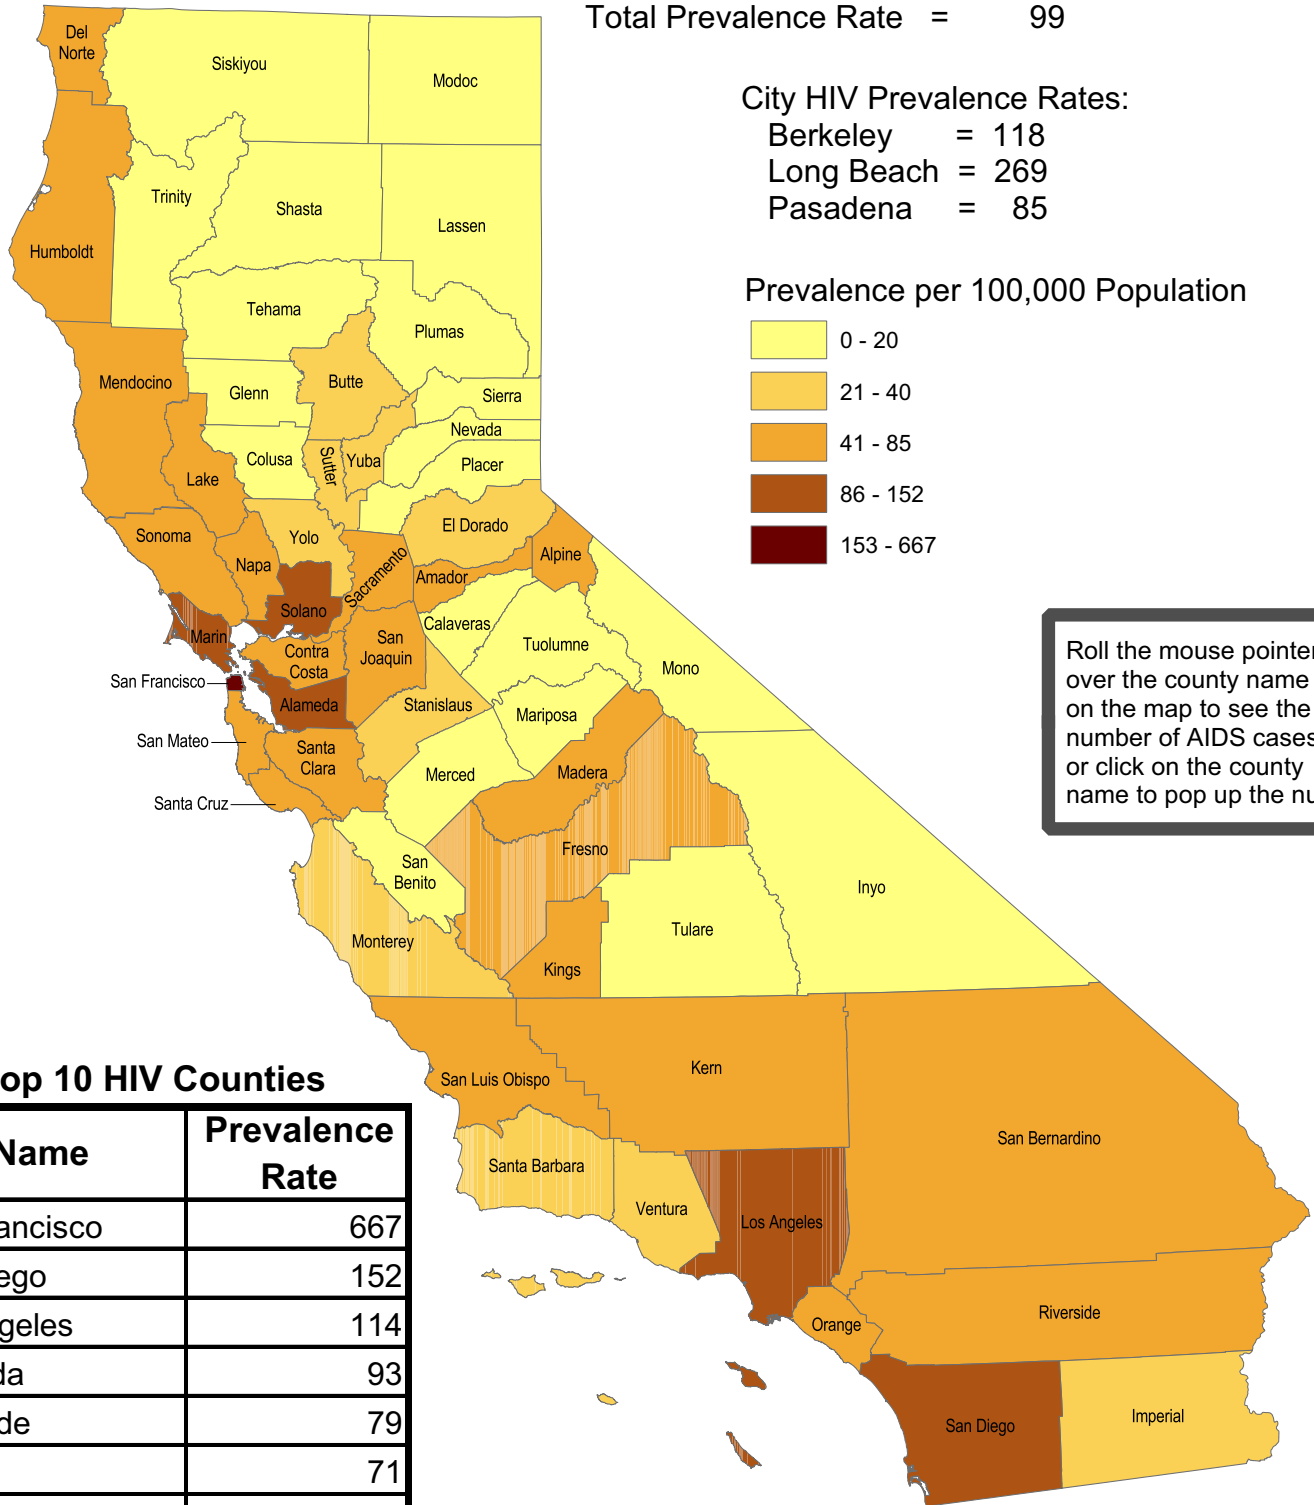 Total Prevalence Rate = 99
City HIV Prevalence Rates:
Berkeley = 118
Long Beach = 269
Pasadena = 85
Prevalence per 100,000 Population
0 - 20
21 - 40
41 - 85
86 - 152
153 - 667
Roll the mouse pointer
over the county name
on the map to see the
number of AIDS cases
or click on the county
name to pop up the nu
Del
Norte
Siskiyou
Modoc
Trinity
Shasta
Lassen
Humboldt
Tehama
Plumas
Mendocino
Glenn
Butte
Sierra
Nevada
Colusa
Sutter
Yuba
Placer
Lake
El Dorado
Sonoma
Yolo
Napa
Sacramento
Amador
Alpine
Solano
Marin
Calaveras
San
Joaquin
Contra
Costa
Tuolumne
Mono
San Francisco
Alameda
Stanislaus
Mariposa
San Mateo
Santa
Clara
Merced
Madera
Santa Cruz
Fresno
San
Benito
Inyo
Tulare
Monterey
Kings
Kern
San Luis Obispo
San Bernardino
Santa Barbara
Ventura
Los Angeles
Orange
Riverside
San Diego
Imperial
op 10 HIV Counties
Name Prevalence
Rate
ancisco 667
ego 152
geles 114
da 93
de 79
71